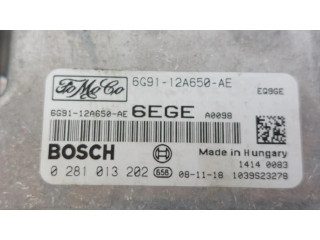 FoMoCo 6G91-12A650-AE EQ9GE
6G91-12A650-AE 6EGE A0098
BOSCH Made in Hungary
1414 0083
0 281 013 202 658 08-11-18 1039S23278